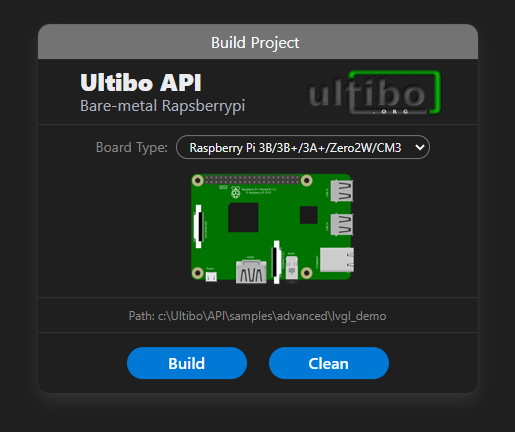 Build Project
Ultibo API
Bare-metal Rapsberrypi
ultibo
.ORG
Board Type:
Raspberry Pi 3B/3B+/3A+/Zero2W/CM3
Path: c:\Ultibo\API\samples\advanced\lvgl_demo
Build
Clean